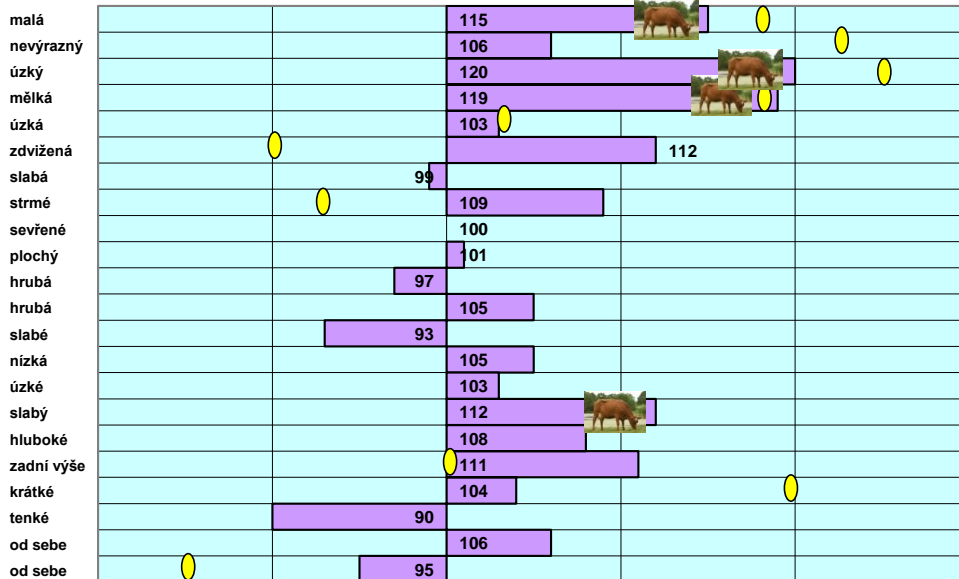 malá 115
nevýrazný 106
úzký 120
mělká 119
úzká 103
zdvižená 112
slabá 99
strmé 109
sevřené 100
plochý 101
hrubá 97
hrubá 105
slabé 93
nízká 105
úzké 103
slabý 112
hluboké 108
zadní výše 111
krátké 104
tenké 90
od sebe 106
od sebe 95